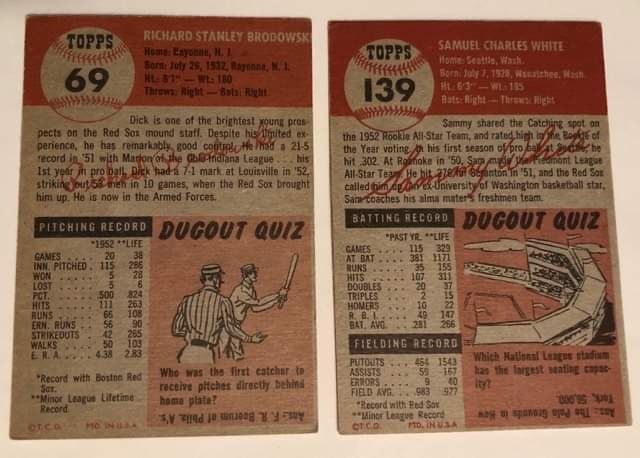 TOPPS
69
RICHARD STANLEY BRODOWSKI
Home: Bayonne, N. J.
Born: July 26, 1932, Bayonne, N. J.
Ht.: 6'1" — Wt.: 180
Throws: Right — Bats: Right
Dick is one of the brightest young pros-
pects on the Red Sox mound staff. Despite his limited ex-
perience, he has remarkably good control. He had a 21-5
record in '51 with Marion Ohio-Indiana League . . . his
1st year in pro ball. Dick had a 7-1 mark at Louisville in '52,
striking out 52 men in 10 games, when the Red Sox brought
him up. He is now in the Armed Forces.
PITCHING RECORD
*1952 **LIFE
GAMES . . . . 20 38
INN. PITCHED . 115 286
WON . . . . . 5 28
LOST . . . . . 5 6
PCT. . . . . . 500 824
HITS . . . . . 111 263
RUNS . . . . . 66 108
ERN. RUNS . . 56 90
STRIKEOUTS . . 42 265
WALKS . . . . 50 103
E. R. A. . . . . 4.38 2.83
*Record with Boston Red
Sox.
**Minor League Lifetime
Record.
DUGOUT QUIZ
Who was the first catcher to
receive pitches directly behind
home plate?
Ans.: F. R. Boerum of Phila. A's.
©T.C.G. PTD. IN U.S.A.
TOPPS
139
SAMUEL CHARLES WHITE
Home: Seattle, Wash.
Born: July 7, 1928, Wenatchee, Wash.
Ht.: 6'3" — Wt.: 185
Bats: Right — Throws: Right
Sammy shared the Catching spot on
the 1952 Rookie All-Star Team, and rated high in the Rookie of
the Year voting. In his first season of pro ball at Seattle, he
hit .302. At Roanoke in '50, Sam made the Piedmont League
All-Star Team. He hit at Scranton in '51, and the Red Sox
called him up. An ex-University of Washington basketball star,
Sam coaches his alma mater's freshmen team.
BATTING RECORD
*PAST YR. **LIFE
GAMES . . . . 115 329
AT BAT . . . . 381 1171
RUNS . . . . . 35 155
HITS . . . . . 107 311
DOUBLES . . . 20 37
TRIPLES . . . . 2 15
HOMERS . . . . 10 22
R. B. I. . . . . 49 147
BAT. AVG. . . . 281 266
FIELDING RECORD
PUTOUTS . . . 464 1543
ASSISTS . . . . 59 167
ERRORS . . . . 9 40
FIELD AVG. . . 983 977
*Record with Red Sox
**Minor League Record
DUGOUT QUIZ
Which National League stadium
has the largest seating capac-
ity?
Ans.: The Polo Grounds in New
York, 56,000.
©T.C.G. PTD. IN U.S.A.